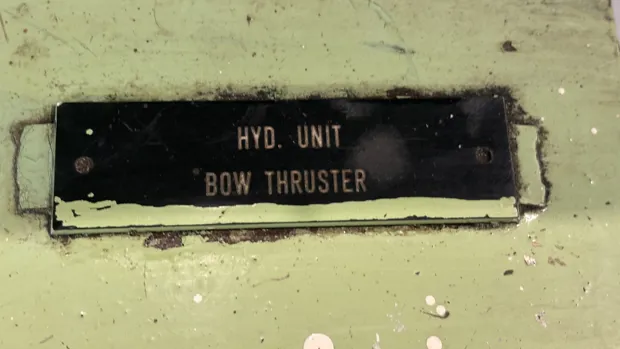 HYD. UNIT
BOW THRUSTER